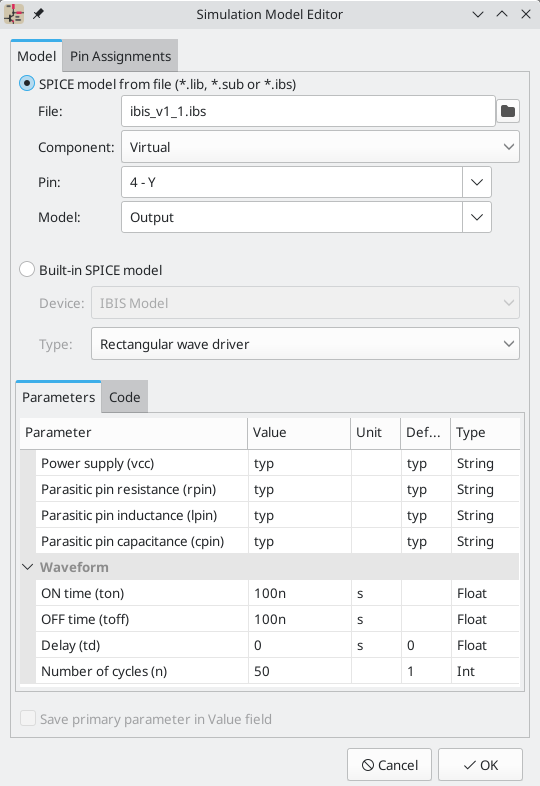 Simulation Model Editor
Model Pin Assignments
SPICE model from file (*.lib, *.sub or *.ibs)
File: ibis_v1_1.ibs
Component: Virtual
Pin: 4 - Y
Model: Output
Built-in SPICE model
Device: IBIS Model
Type: Rectangular wave driver
Parameters Code
Parameter Value Unit Def... Type
Power supply (vcc) typ typ String
Parasitic pin resistance (rpin) typ typ String
Parasitic pin inductance (lpin) typ typ String
Parasitic pin capacitance (cpin) typ typ String
Waveform
ON time (ton) 100n s Float
OFF time (toff) 100n s Float
Delay (td) 0 s 0 Float
Number of cycles (n) 50 1 Int
Save primary parameter in Value field
Cancel OK